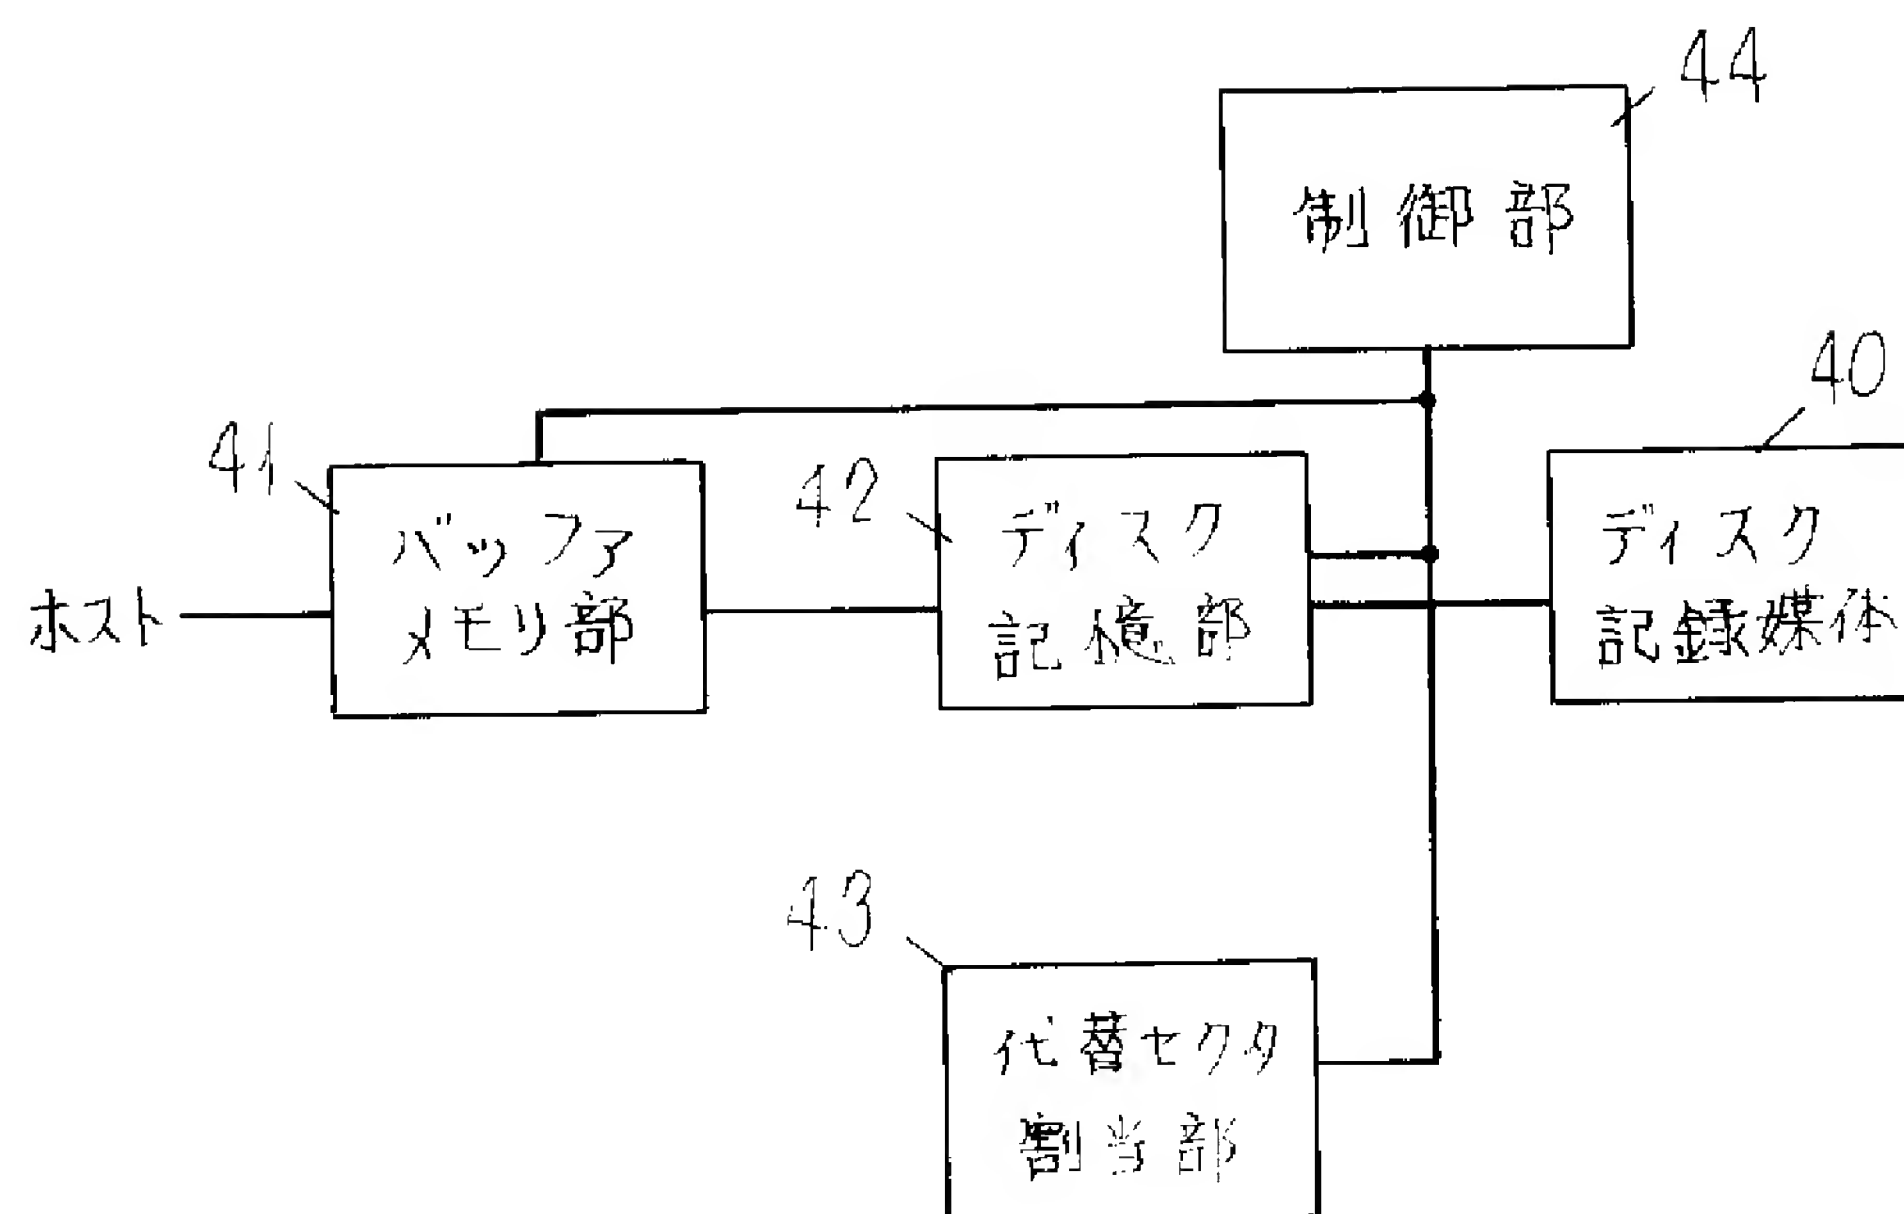 44
制御部
40
41
バッファ
メモリ部
42
ディスク
記憶部
ディスク
記録媒体
ホスト
43
代替セクタ
割当部